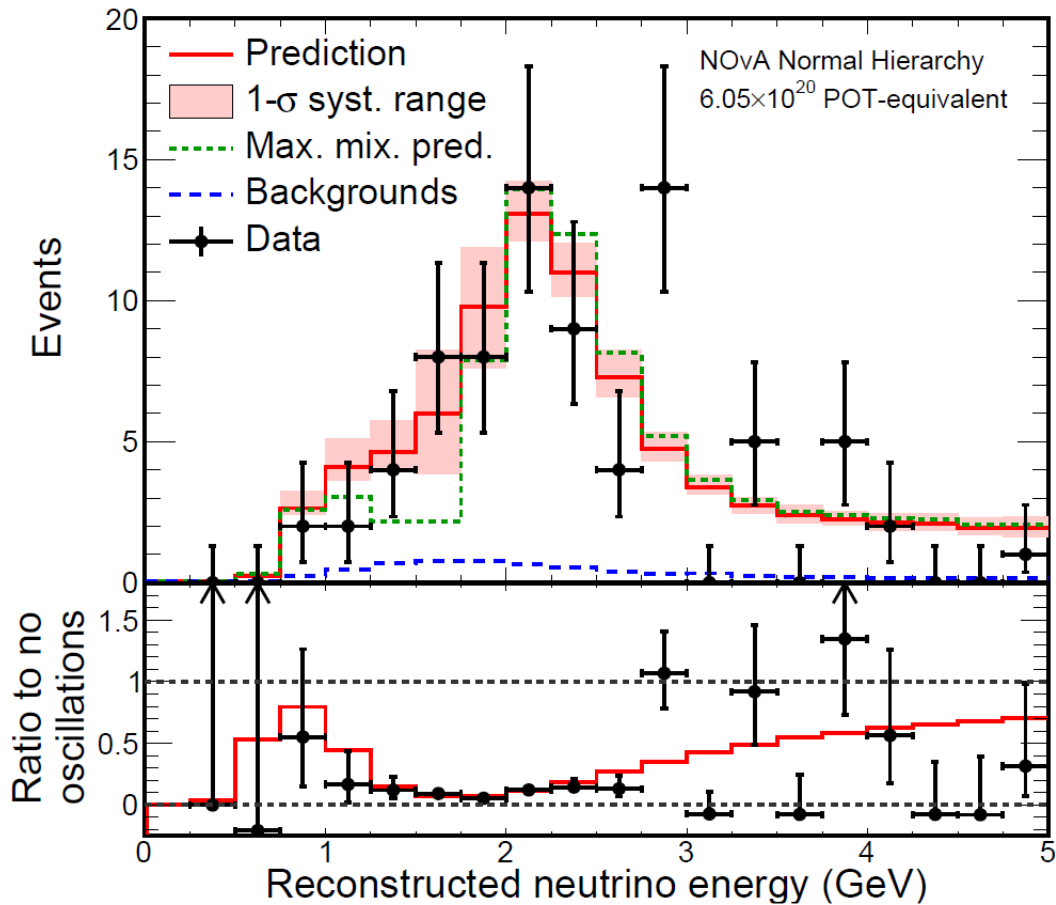 20
15
10
5
0
Events
Prediction
1-σ syst. range
Max. mix. pred.
Backgrounds
Data
NOvA Normal Hierarchy
6.05×10²⁰ POT-equivalent
1.5
1
0.5
0
Ratio to no
oscillations
0 1 2 3 4 5
Reconstructed neutrino energy (GeV)